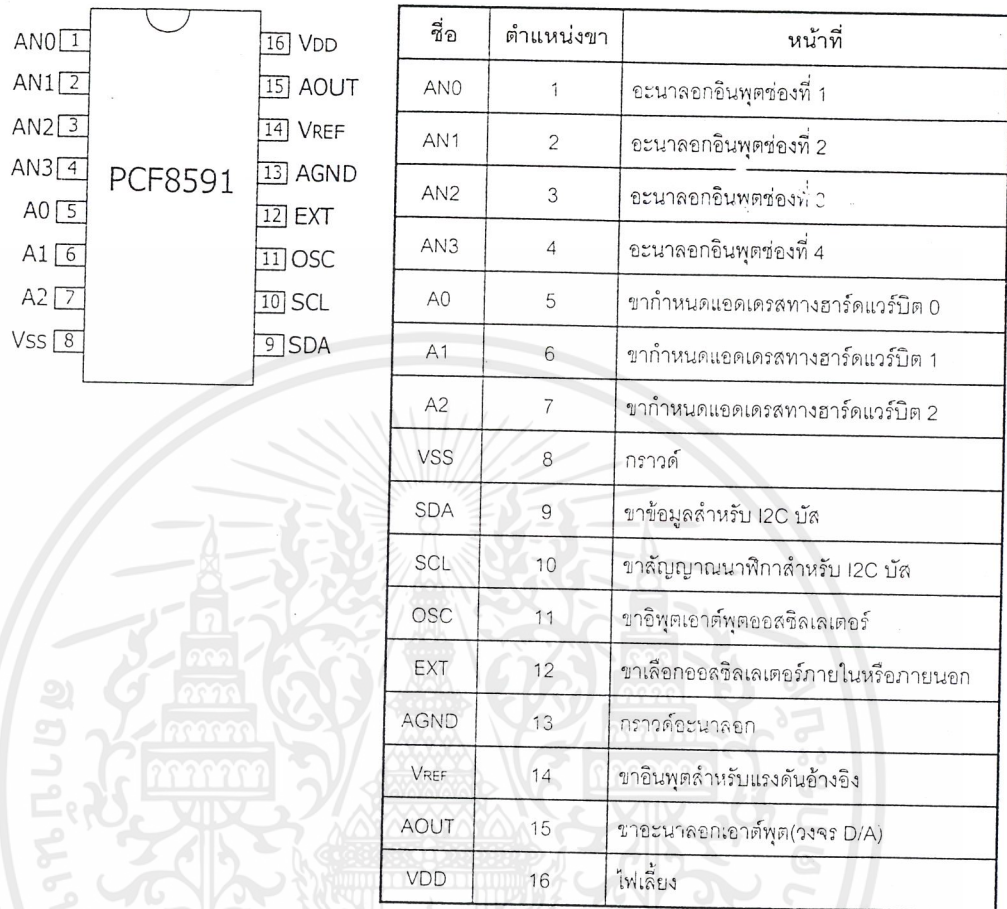 AN0 1
AN1 2
AN2 3
AN3 4
A0 5
A1 6
A2 7
VSS 8
PCF8591
16 VDD
15 AOUT
14 VREF
13 AGND
12 EXT
11 OSC
10 SCL
9 SDA
ชื่อ ตำแหน่งขา หน้าที่
AN0 1 อะนาลอกอินพุตช่องที่ 1
AN1 2 อะนาลอกอินพุตช่องที่ 2
AN2 3 อะนาลอกอินพุตช่องที่
AN3 4 อะนาลอกอินพุตช่องที่ 4
A0 5 ขากำหนดแอดเดรสทางฮาร์ดแวร์บิต 0
A1 6 ขากำหนดแอดเดรสทางฮาร์ดแวร์บิต 1
A2 7 ขากำหนดแอดเดรสทางฮาร์ดแวร์บิต 2
VSS 8 กราวด์
SDA 9 ขาข้อมูลสำหรับ I2C บัส
SCL 10 ขาสัญญาณนาฬิกาสำหรับ I2C บัส
OSC 11 ขาอิพุตเอาต์พุตออสซิลเลเตอร์
EXT 12 ขาเลือกออสซิลเลเตอร์ภายในหรือภายนอก
AGND 13 กราวด์อะนาลอก
VREF 14 ขาอินพุตสำหรับแรงดันอ้างอิง
AOUT 15 ขาอะนาลอกเอาต์พุต(วงจร D/A)
VDD 16 ไฟเลี้ยง